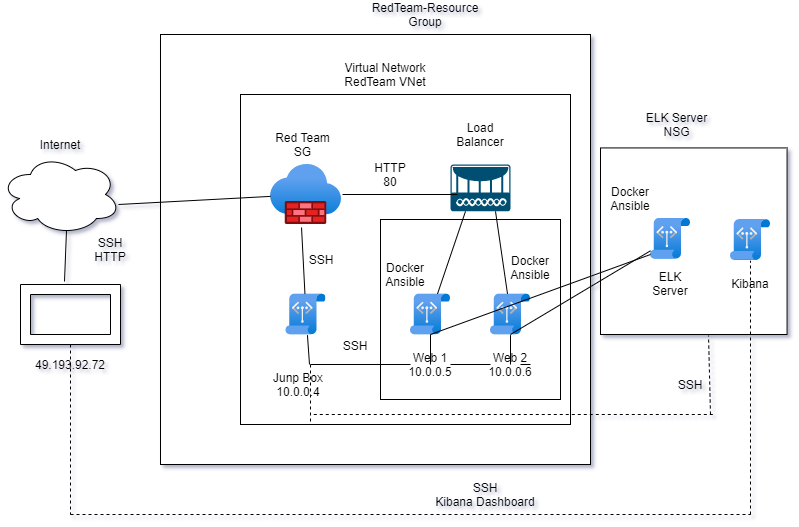 RedTeam-Resource
Group
Virtual Network
RedTeam VNet
ELK Server
NSG
Internet
Red Team
SG
Load
Balancer
HTTP
80
Docker
Ansible
SSH
HTTP
SSH
Docker
Ansible
Docker
Ansible
ELK
Server
Kibana
SSH
49.193.92.72
Junp Box
10.0.0.4
Web 1
10.0.0.5
Web 2
10.0.0.6
SSH
SSH
Kibana Dashboard